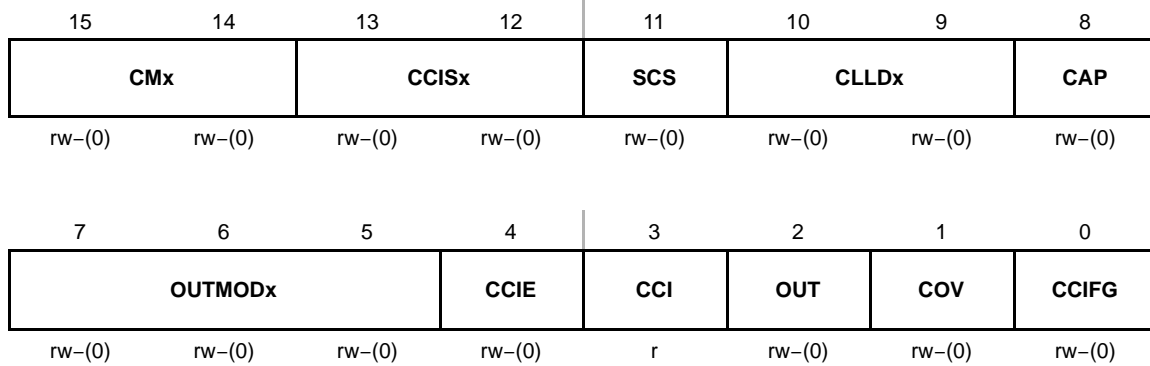 15 14 13 12 11 10 9 8
CMx CCISx SCS CLLDx CAP
rw−(0) rw−(0) rw−(0) rw−(0) rw−(0) rw−(0) rw−(0) rw−(0)
7 6 5 4 3 2 1 0
OUTMODx CCIE CCI OUT COV CCIFG
rw−(0) rw−(0) rw−(0) rw−(0) r rw−(0) rw−(0) rw−(0)